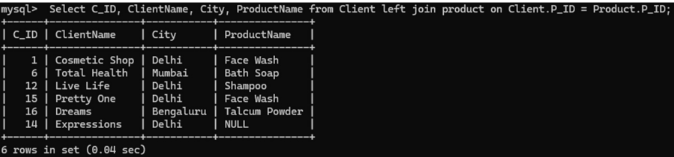 mysql> Select C_ID, ClientName, City, ProductName from Client left join product on Client.P_ID = Product.P_ID;
+------+---------------+-----------+---------------+
| C_ID | ClientName | City | ProductName |
+------+---------------+-----------+---------------+
| 1 | Cosmetic Shop | Delhi | Face Wash |
| 6 | Total Health | Mumbai | Bath Soap |
| 12 | Live Life | Delhi | Shampoo |
| 15 | Pretty One | Delhi | Face Wash |
| 16 | Dreams | Bengaluru | Talcum Powder |
| 14 | Expressions | Delhi | NULL |
+------+---------------+-----------+---------------+
6 rows in set (0.04 sec)